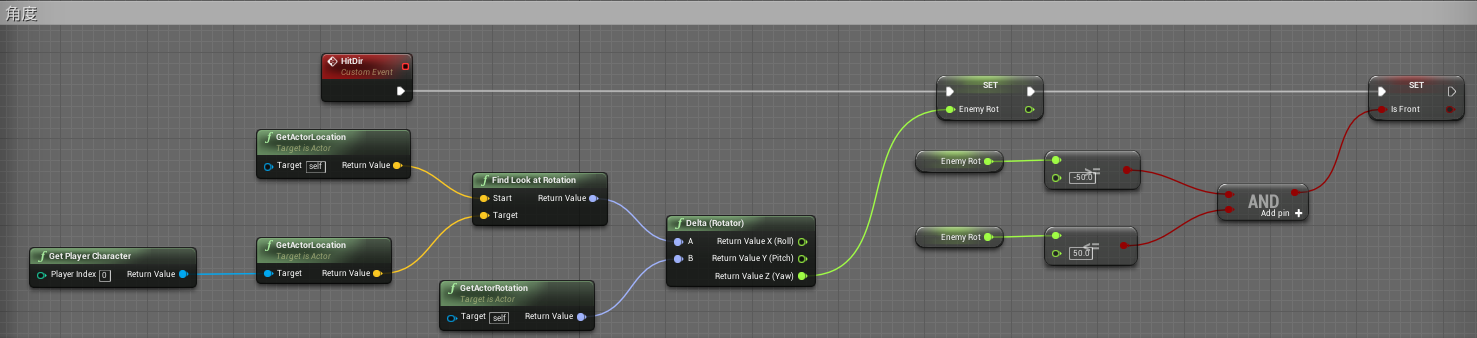 角度
HitDir
Custom Event
SET
Enemy Rot
SET
Is Front
GetActorLocation
Target is Actor
Target self Return Value
Enemy Rot
>=
-50.0
Find Look at Rotation
Start Return Value
Target
AND
Add pin +
Delta (Rotator)
A Return Value X (Roll)
B Return Value Y (Pitch)
Return Value Z (Yaw)
Enemy Rot
<=
50.0
Get Player Character
Player Index 0 Return Value
GetActorLocation
Target is Actor
Target Return Value
GetActorRotation
Target is Actor
Target self Return Value